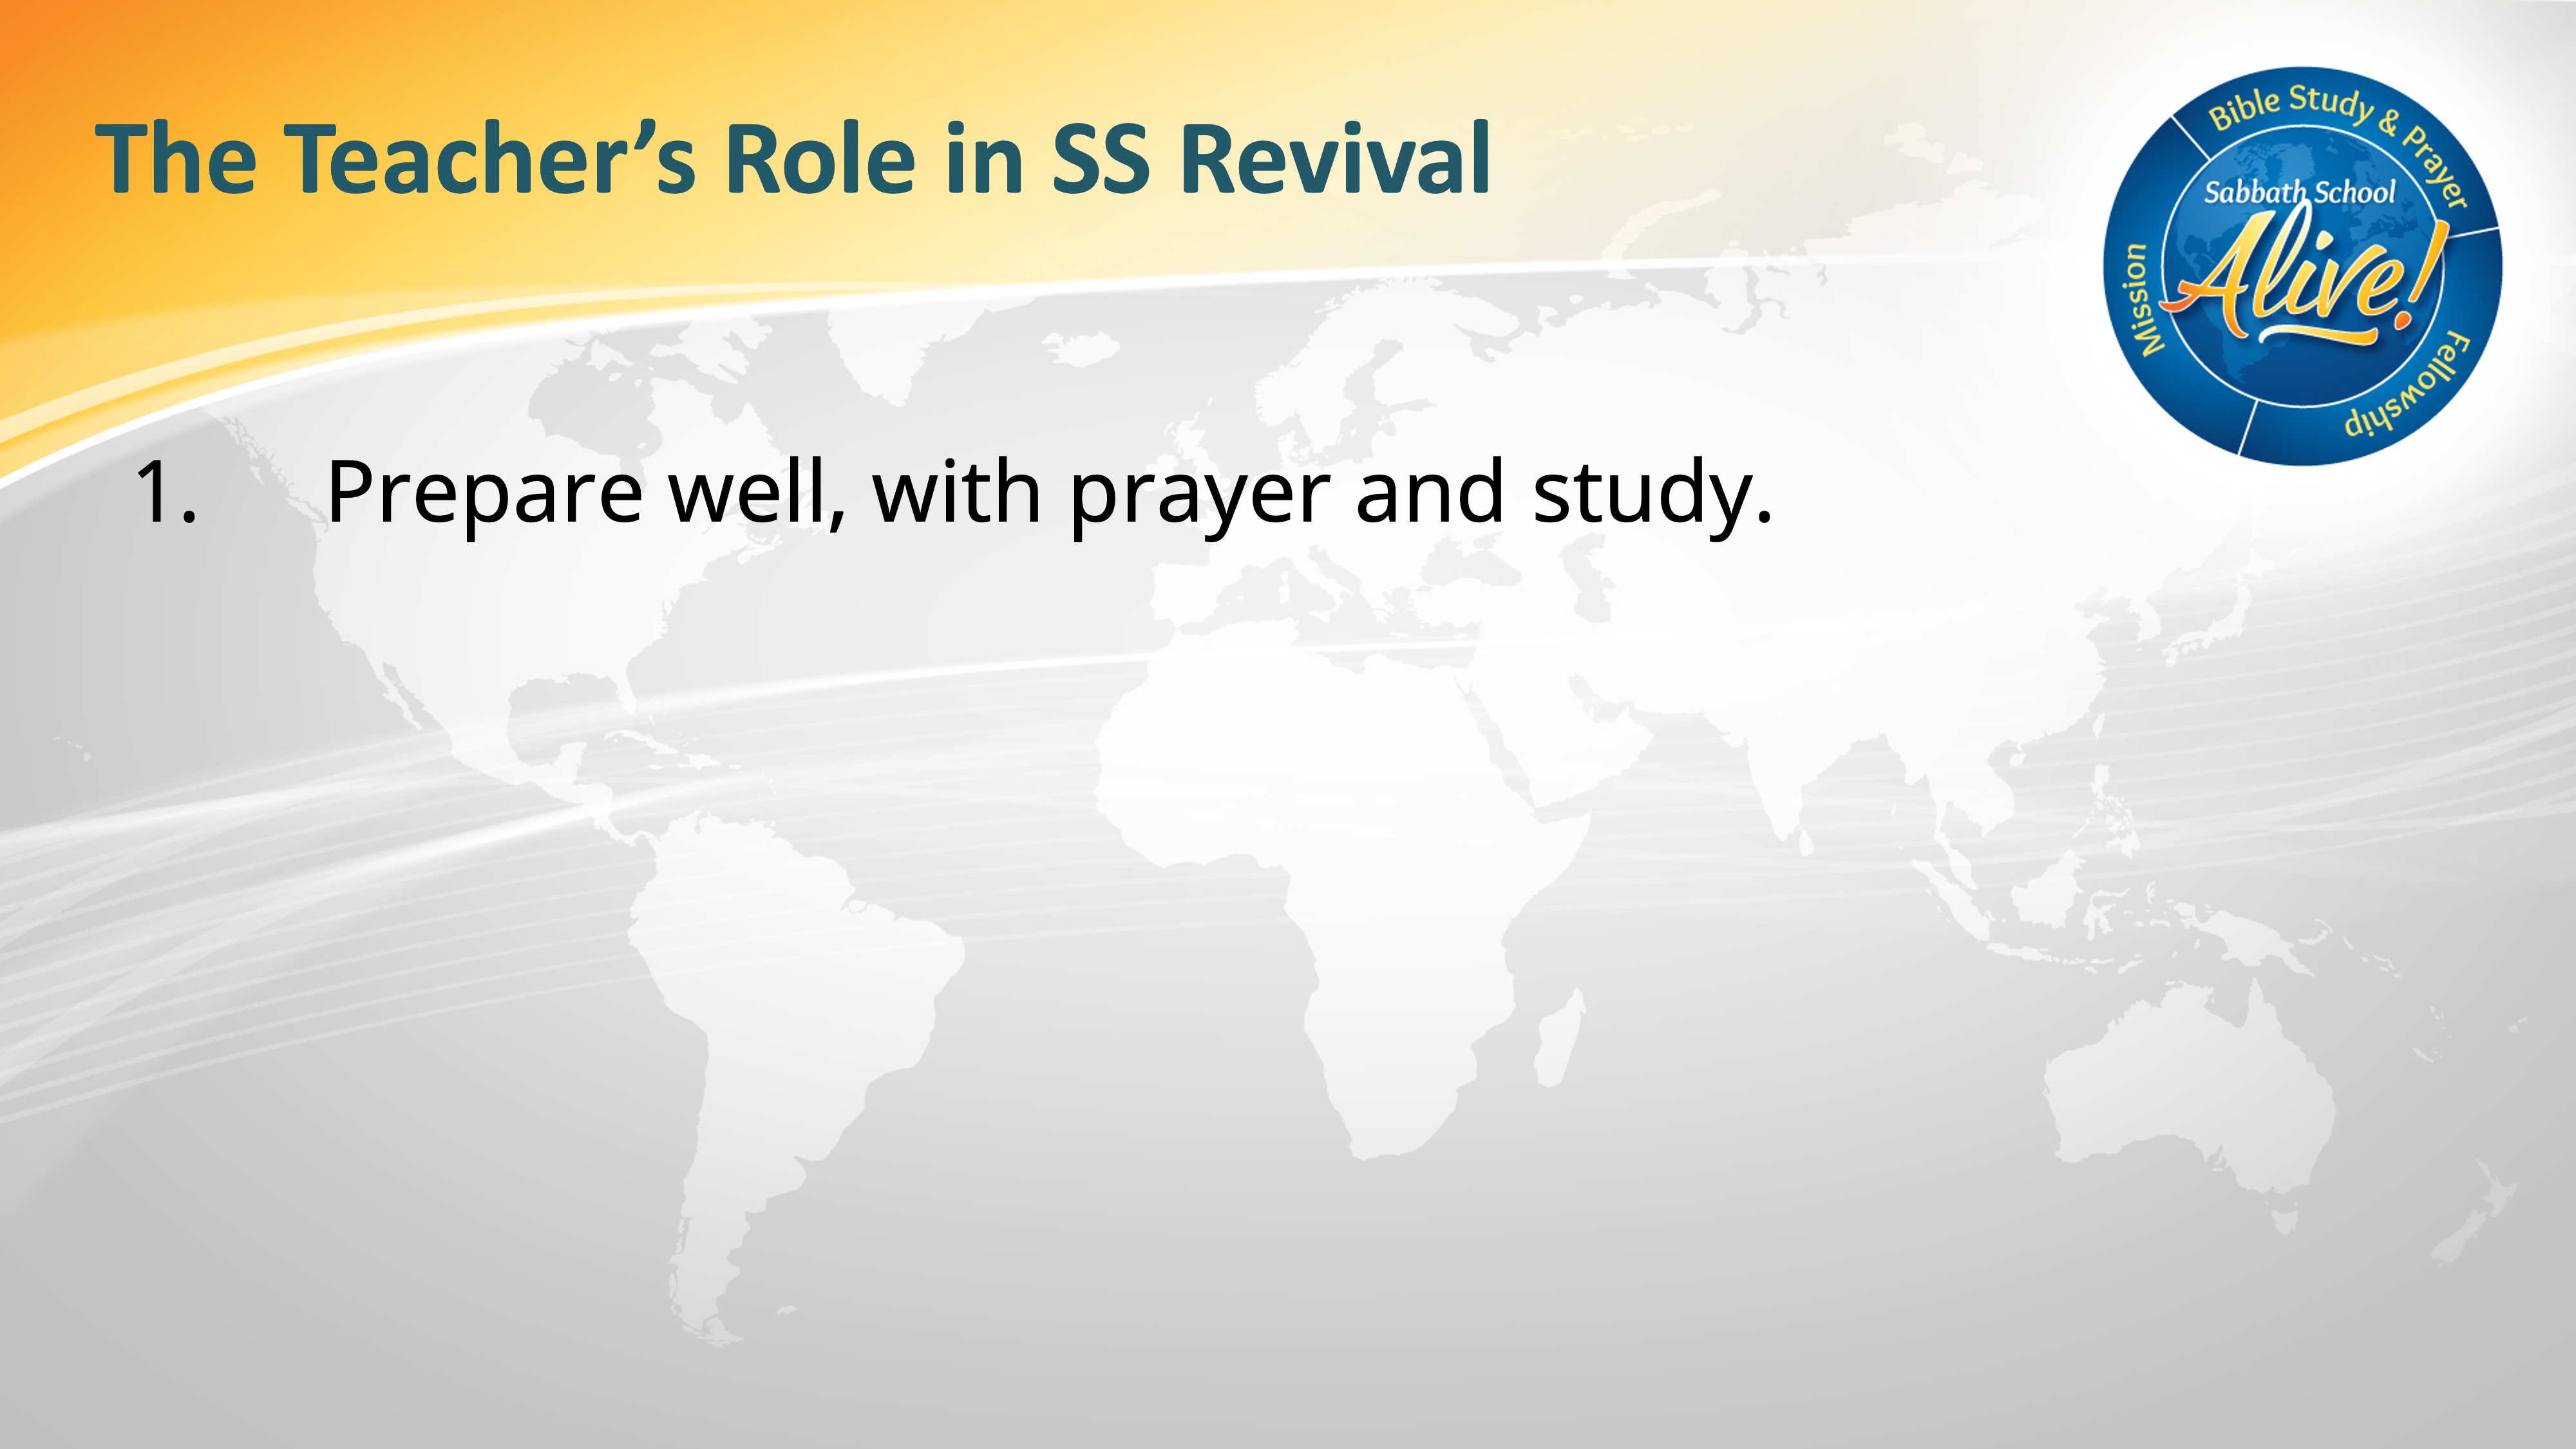 The Teacher’s Role in SS Revival
Bible Study & Prayer
Sabbath School
Alive!
Mission
Fellowship
1. Prepare well, with prayer and study.